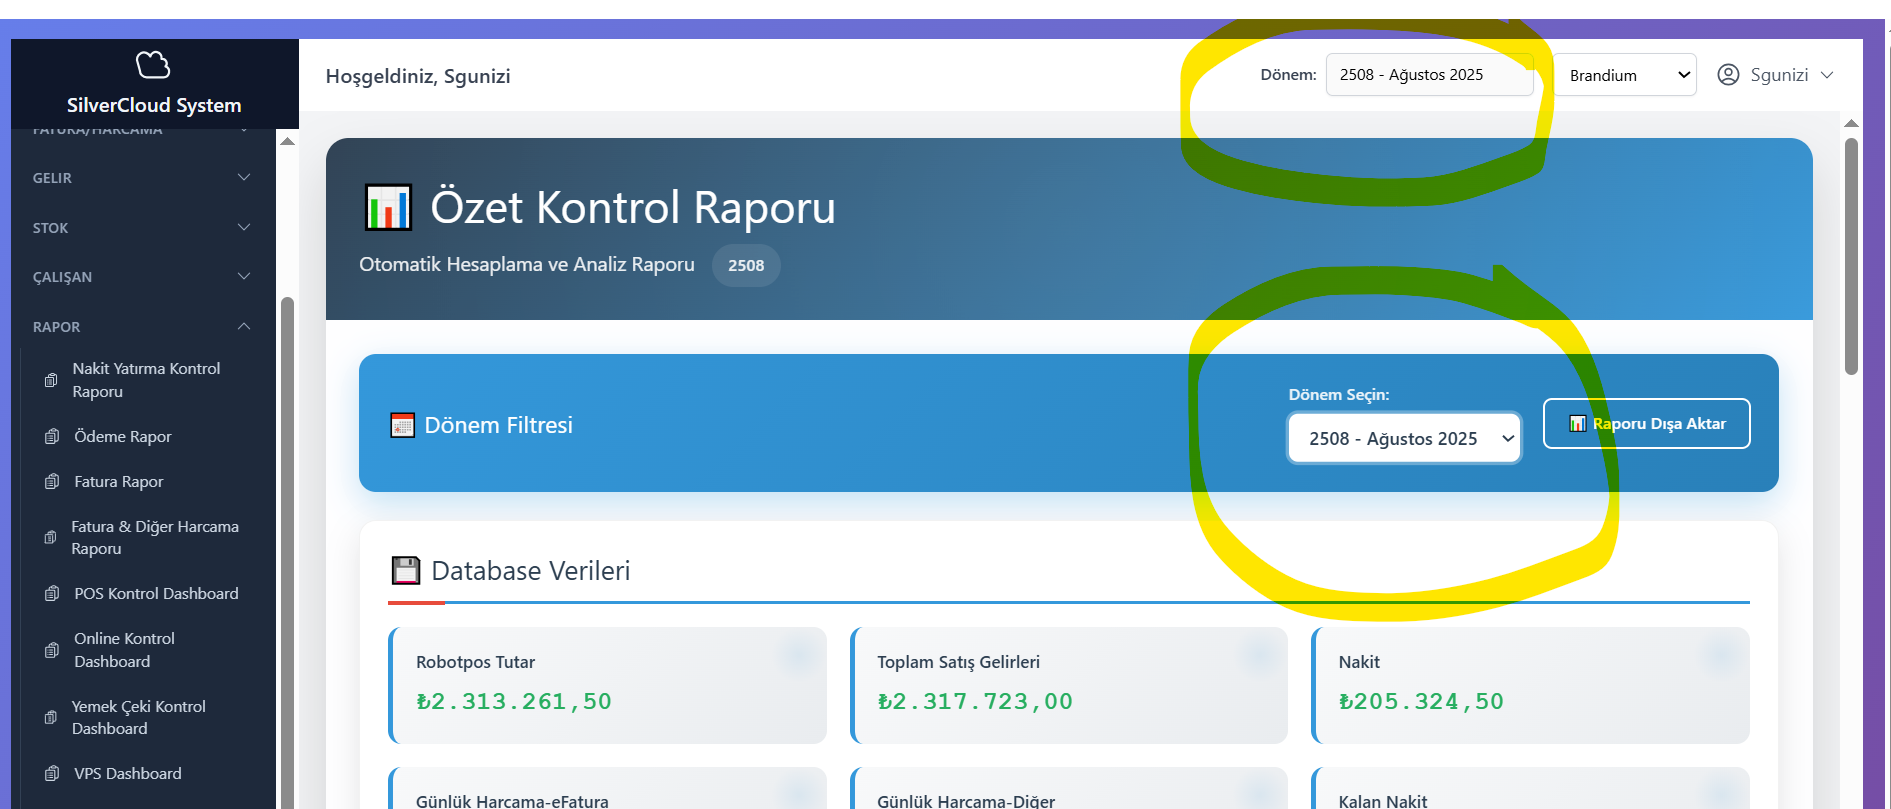 SilverCloud System
FATURA/HARCAMA
GELIR
STOK
ÇALIŞAN
RAPOR
Nakit Yatırma Kontrol
Raporu
Ödeme Rapor
Fatura Rapor
Fatura & Diğer Harcama
Raporu
POS Kontrol Dashboard
Online Kontrol
Dashboard
Yemek Çeki Kontrol
Dashboard
VPS Dashboard
Hoşgeldiniz, Sgunizi
Dönem: 2508 - Ağustos 2025 Brandium Sgunizi
Özet Kontrol Raporu
Otomatik Hesaplama ve Analiz Raporu 2508
Dönem Filtresi
Dönem Seçin:
2508 - Ağustos 2025
Raporu Dışa Aktar
Database Verileri
Robotpos Tutar
₺2.313.261,50
Toplam Satış Gelirleri
₺2.317.723,00
Nakit
₺205.324,50
Günlük Harcama-eFatura
Günlük Harcama-Diğer
Kalan Nakit